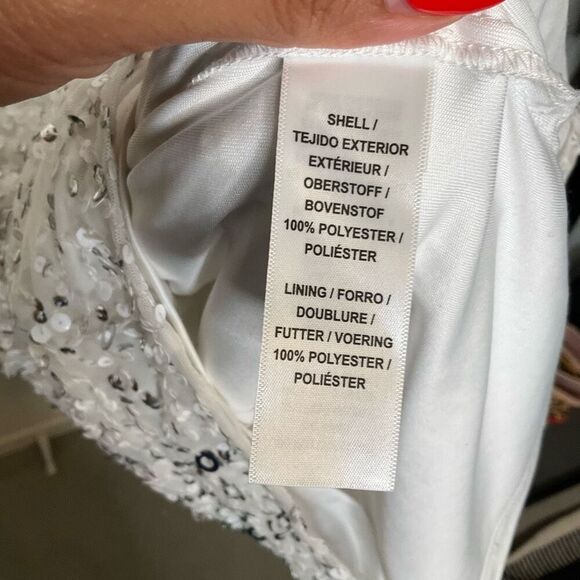 SHELL /
TEJIDO EXTERIOR
EXTÉRIEUR /
OBERSTOFF /
BOVENSTOF
100% POLYESTER /
POLIÉSTER
LINING / FORRO /
DOUBLURE /
FUTTER / VOERING
100% POLYESTER /
POLIÉSTER